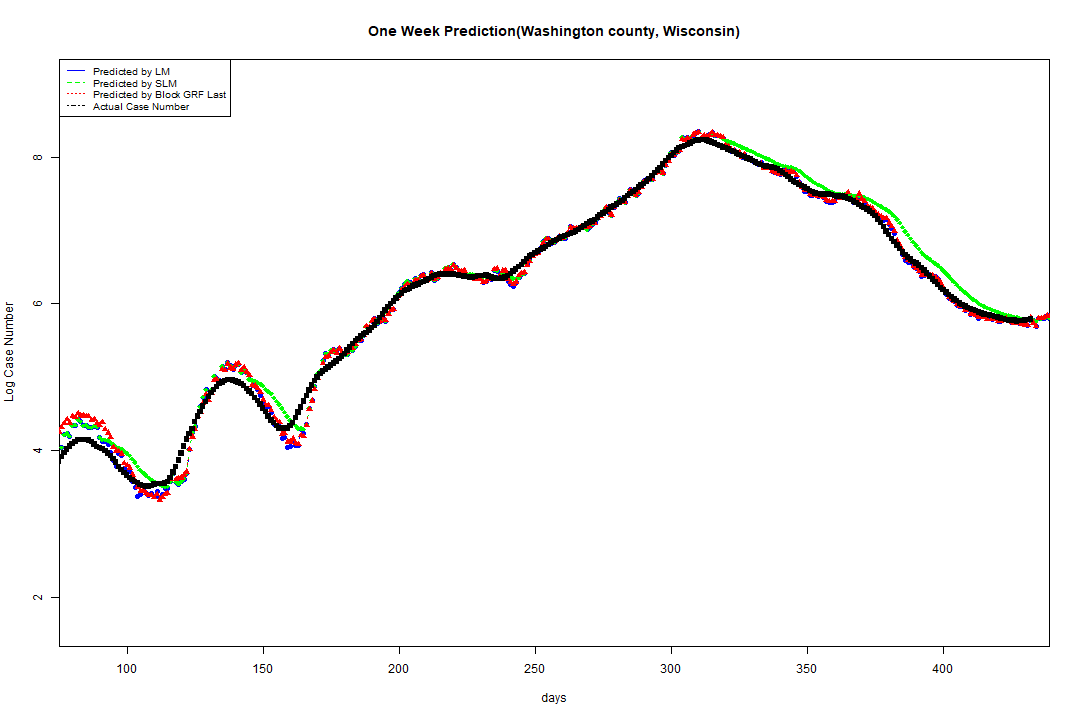 One Week Prediction(Washington county, Wisconsin)
Predicted by LM
Predicted by SLM
Predicted by Block GRF Last
Actual Case Number
8
6
4
2
Log Case Number
100 150 200 250 300 350 400
days